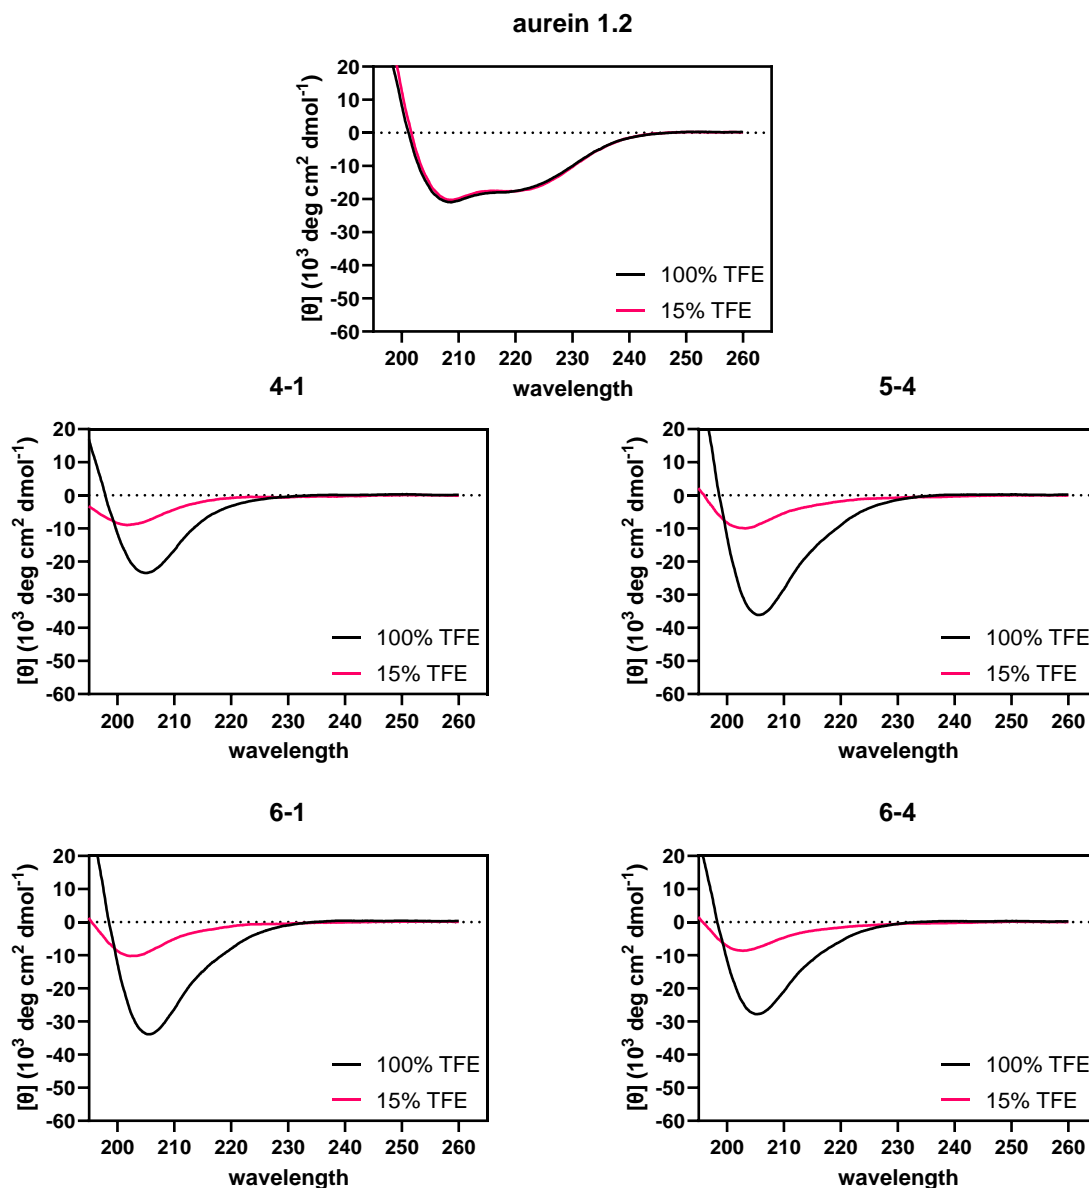 aurein 1.2
20
10
0
-10
-20
-30
-40
-50
-60
[θ] (10³ deg cm² dmol⁻¹)
100% TFE
15% TFE
200 210 220 230 240 250 260
wavelength
4-1
20
10
0
-10
-20
-30
-40
-50
-60
[θ] (10³ deg cm² dmol⁻¹)
100% TFE
15% TFE
200 210 220 230 240 250 260
wavelength
5-4
20
10
0
-10
-20
-30
-40
-50
-60
[θ] (10³ deg cm² dmol⁻¹)
100% TFE
15% TFE
200 210 220 230 240 250 260
wavelength
6-1
20
10
0
-10
-20
-30
-40
-50
-60
[θ] (10³ deg cm² dmol⁻¹)
100% TFE
15% TFE
200 210 220 230 240 250 260
wavelength
6-4
20
10
0
-10
-20
-30
-40
-50
-60
[θ] (10³ deg cm² dmol⁻¹)
100% TFE
15% TFE
200 210 220 230 240 250 260
wavelength